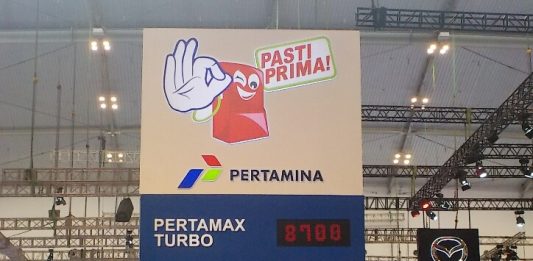 PASTI
PRIMA!
PERTAMINA
PERTAMAX
TURBO
8700